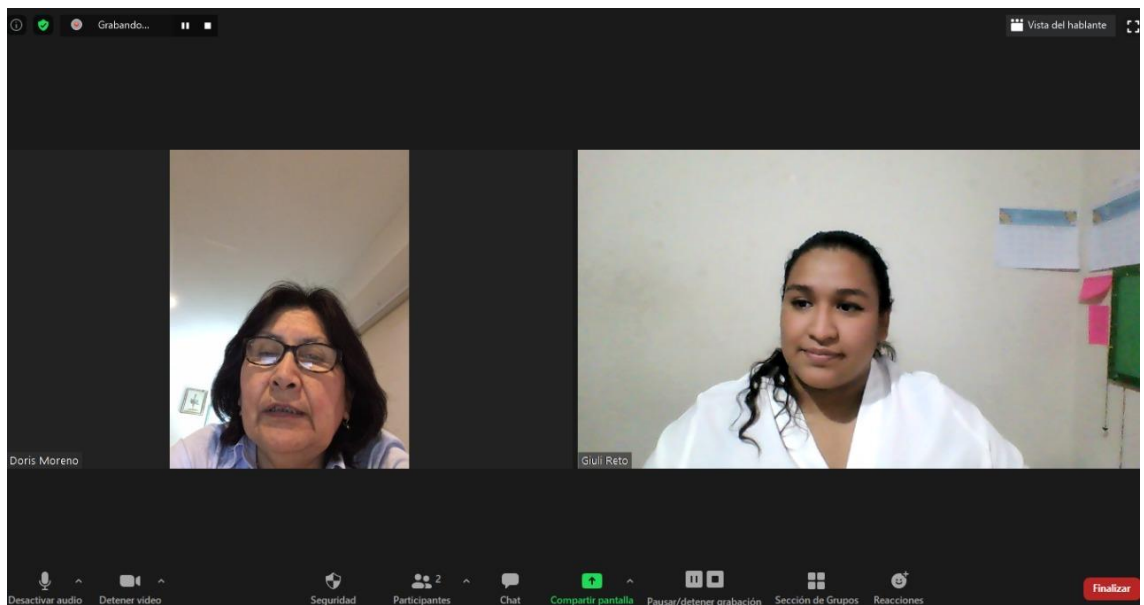 Grabando...
Vista del hablante
Doris Moreno
Giuli Reto
Desactivar audio
Detener video
Seguridad
Participantes
2
Chat
Compartir pantalla
Pausar/detener grabación
Sección de Grupos
Reacciones
Finalizar